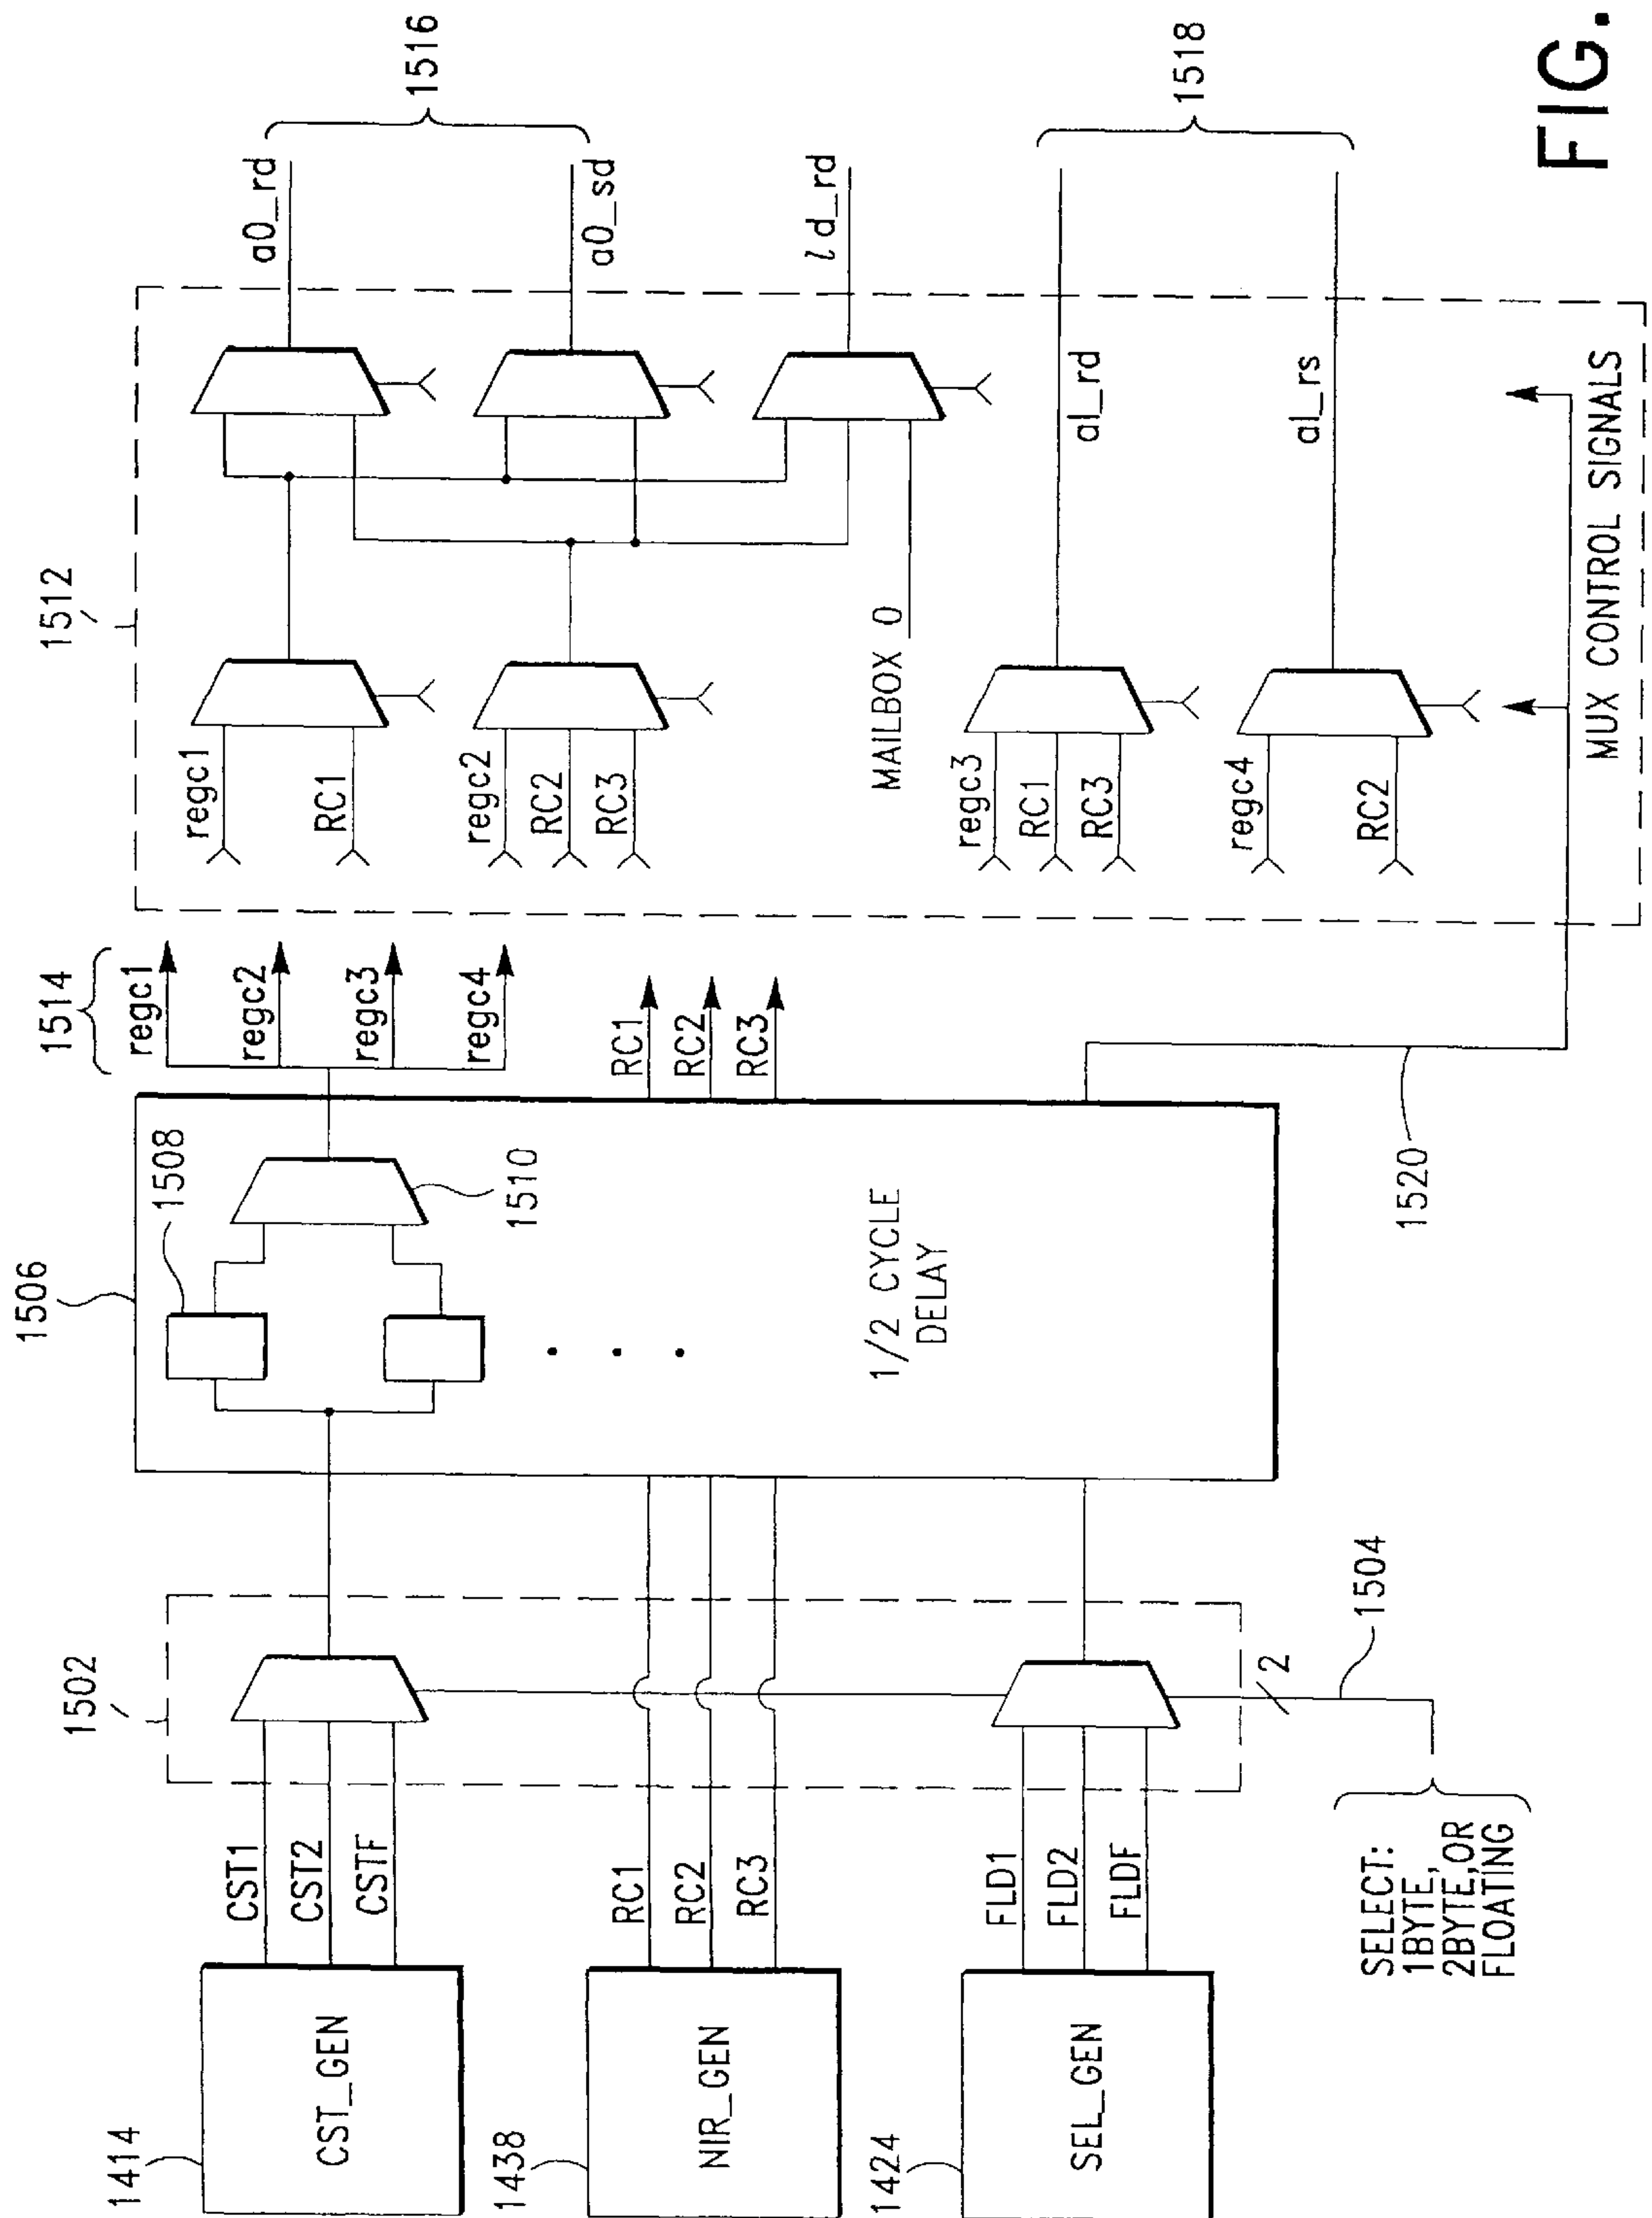 1414
CST_GEN
1438
NIR_GEN
1424
SEL_GEN
CST1
CST2
CSTF
RC1
RC2
RC3
FLD1
FLD2
FLDF
SELECT:
1BYTE,
2BYTE,OR
FLOATING
1502
2
1504
1506
1508
1510
1/2 CYCLE
DELAY
1514
regc1
regc2
regc3
regc4
RC1
RC2
RC3
1520
1512
regc1
RC1
regc2
RC2
RC3
MAILBOX 0
regc3
RC1
RC3
regc4
RC2
a1_rd
a1_rs
MUX CONTROL SIGNALS
a0_rd
a0_sd
ld_rd
1516
1518
FIG.